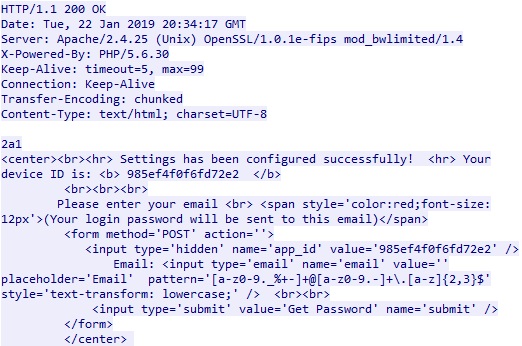 HTTP/1.1 200 OK
Date: Tue, 22 Jan 2019 20:34:17 GMT
Server: Apache/2.4.25 (Unix) OpenSSL/1.0.1e-fips mod_bwlimited/1.4
X-Powered-By: PHP/5.6.30
Keep-Alive: timeout=5, max=99
Connection: Keep-Alive
Transfer-Encoding: chunked
Content-Type: text/html; charset=UTF-8

2a1
<center><br><hr> Settings has been configured successfully!  <hr> Your
device ID is: <b> 985ef4f0f6fd72e2  </b>
<br><br><br>
Please enter your email <br> <span style='color:red;font-size:
12px'>(Your login password will be sent to this email)</span>
<form method='POST' action=''>
<input type='hidden' name='app_id' value='985ef4f0f6fd72e2' />
Email: <input type='email' name='email' value=''
placeholder='Email'  pattern='[a-z0-9._%+-]+@[a-z0-9.-]+\.[a-z]{2,3}$'
style='text-transform: lowercase;' />  <br><br>
<input type='submit' value='Get Password' name='submit' />
</form>
</center>